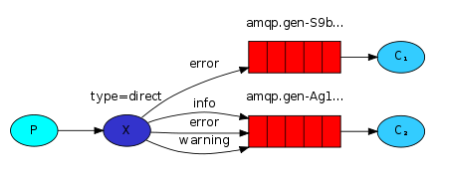 amqp.gen-S9b...
C₁
error
type=direct
amqp.gen-Ag1...
info
P
X
error
C₂
warning